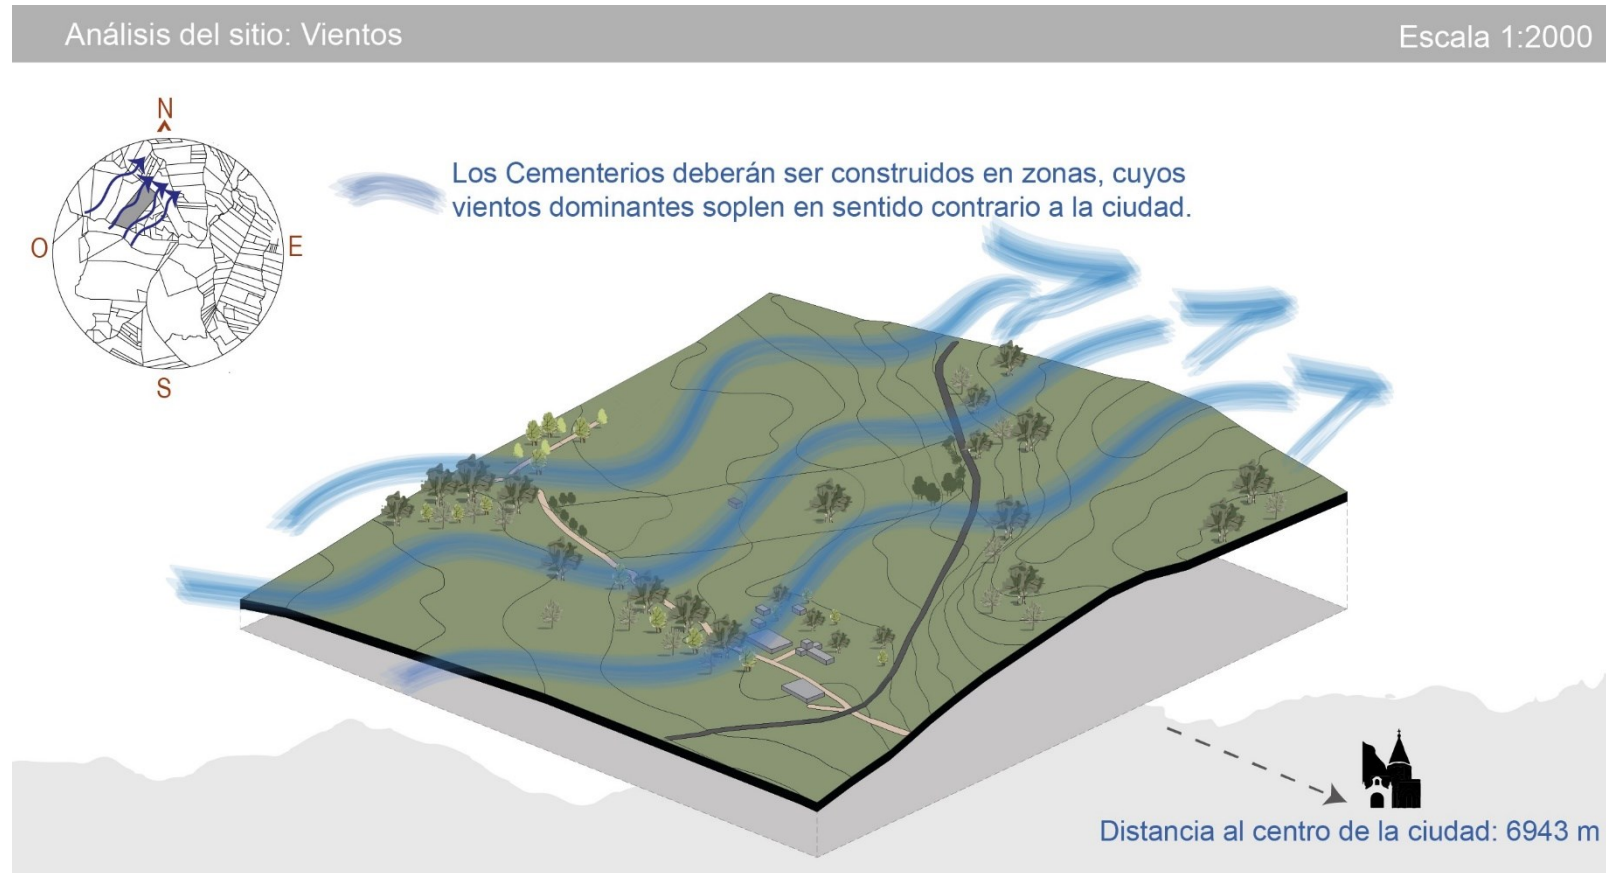 Análisis del sitio: Vientos
Escala 1:2000
N
O
E
S
Los Cementerios deberán ser construidos en zonas, cuyos
vientos dominantes soplen en sentido contrario a la ciudad.
Distancia al centro de la ciudad: 6943 m